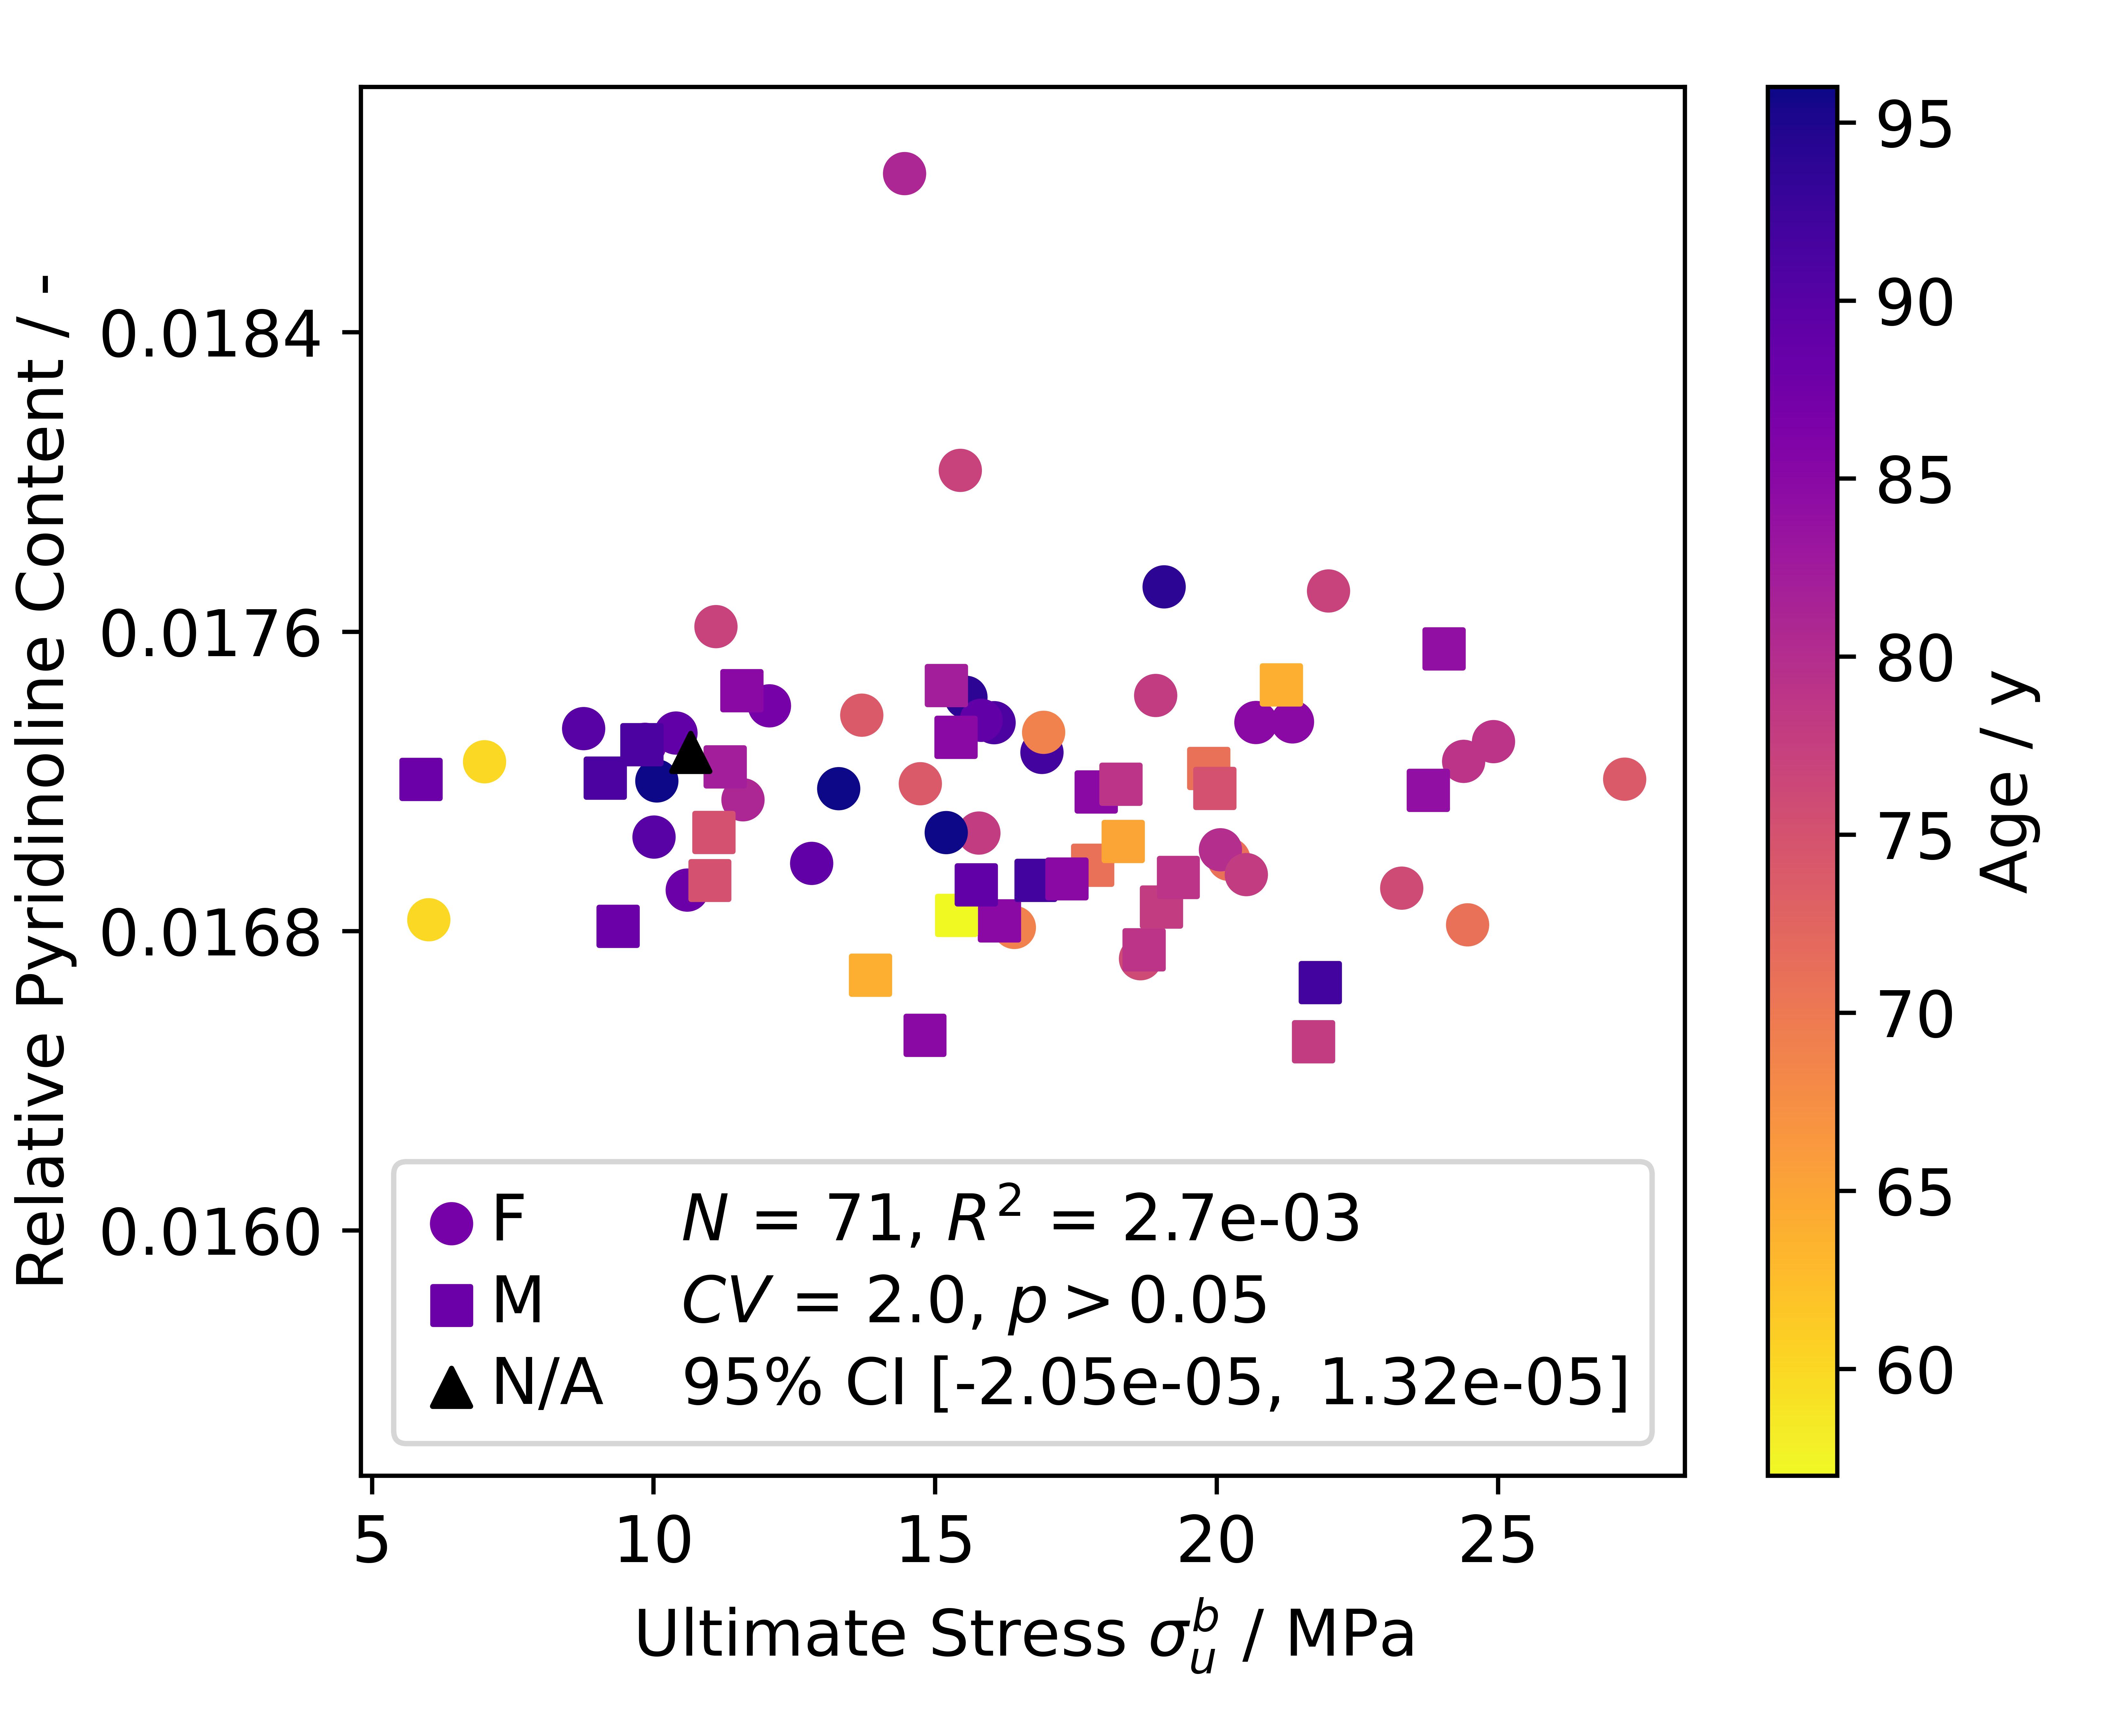 Relative Pyridinoline Content / -
0.0184
0.0176
0.0168
0.0160
F N = 71, R² = 2.7e-03
M CV = 2.0, p > 0.05
N/A 95% CI [-2.05e-05, 1.32e-05]
5 10 15 20 25
Ultimate Stress σᵇᵤ / MPa
95
90
85
80
75
70
65
60
Age / y